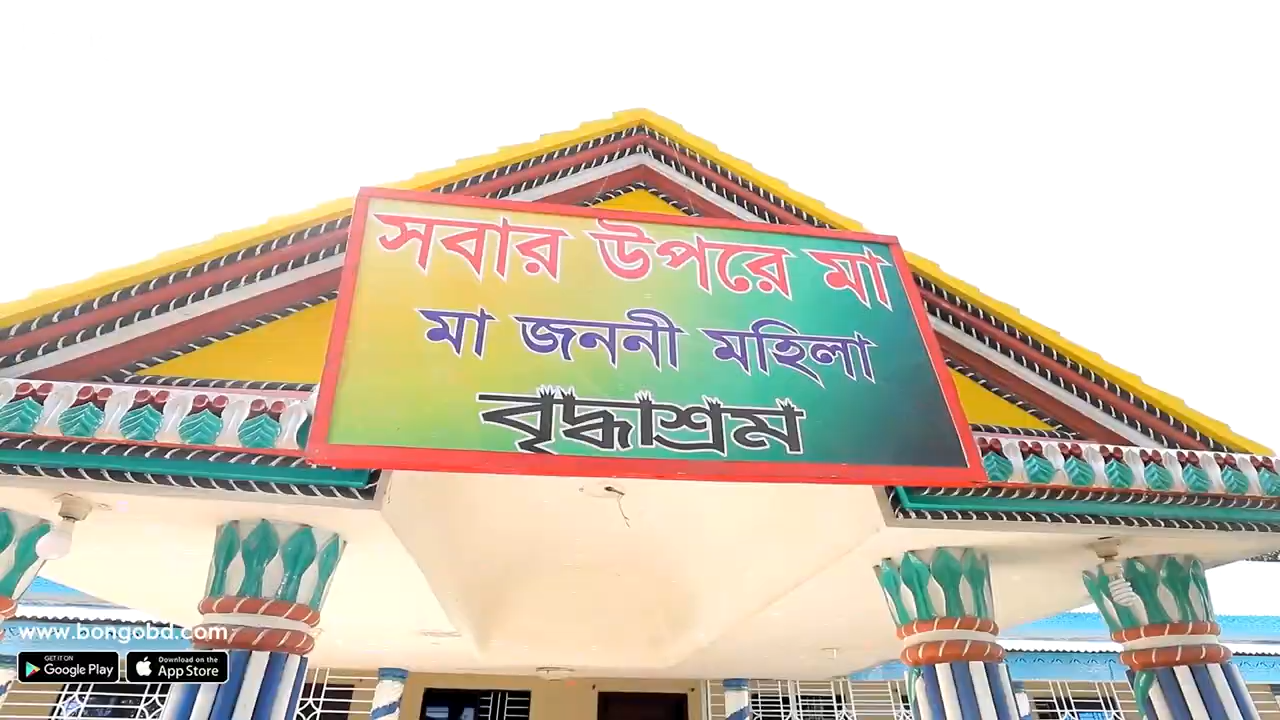 সবার উপরে মা
মা জননী মহিলা
বৃদ্ধাশ্রম
www.bongobd.com
GET IT ON
Google Play
Download on the
App Store